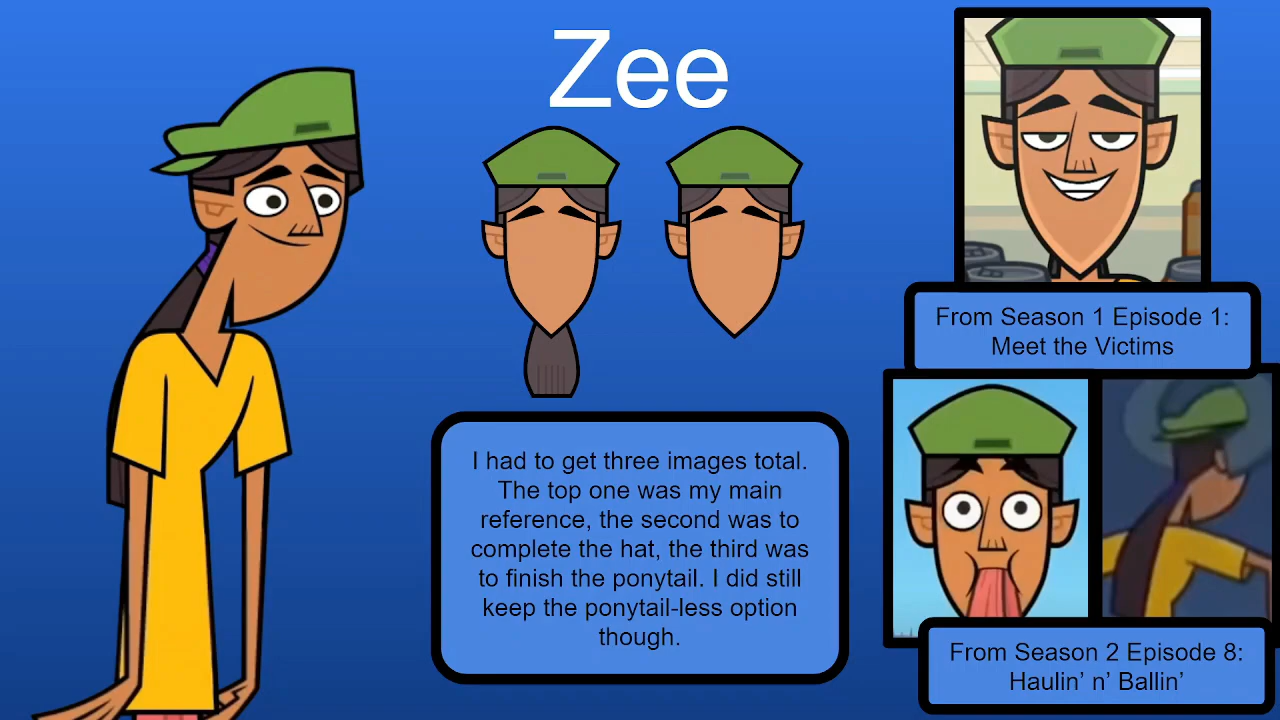 Zee
I had to get three images total.
The top one was my main
reference, the second was to
complete the hat, the third was
to finish the ponytail. I did still
keep the ponytail-less option
though.
From Season 1 Episode 1:
Meet the Victims
From Season 2 Episode 8:
Haulin’ n’ Ballin’